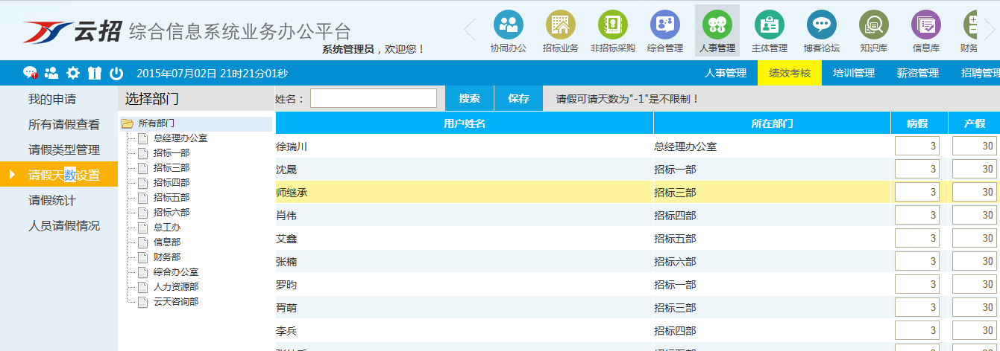 云招 综合信息系统业务办公平台
系统管理员，欢迎您！
协同办公 招标业务 非招标采购 综合管理 人事管理 主体管理 博客论坛 知识库 信息库 财务
2015年07月02日 21时21分01秒 人事管理 绩效考核 培训管理 薪资管理 招聘管理
我的申请
所有请假查看
请假类型管理
请假天数设置
请假统计
人员请假情况
选择部门
所有部门
总经理办公室
招标一部
招标三部
招标四部
招标五部
招标六部
总工办
信息部
财务部
综合办公室
人力资源部
云天咨询部
姓名： 搜索 保存 请假可请天数为"-1"是不限制！
用户姓名 所在部门 病假 产假
徐瑞川 总经理办公室 3 30
沈晟 招标一部 3 30
师继承 招标三部 3 30
肖伟 招标四部 3 30
艾鑫 招标五部 3 30
张楠 招标六部 3 30
罗昀 招标一部 3 30
胥萌 招标三部 3 30
李兵 招标四部 3 30